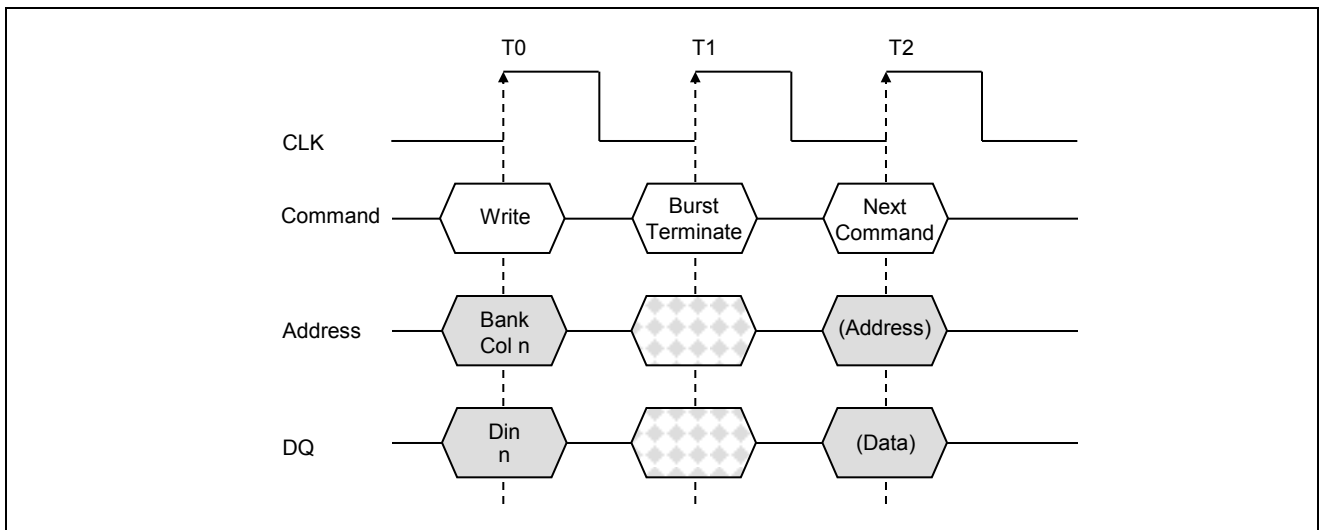 T0 T1 T2
CLK
Command Write Burst Terminate Next Command
Address Bank Col n (Address)
DQ Din n (Data)